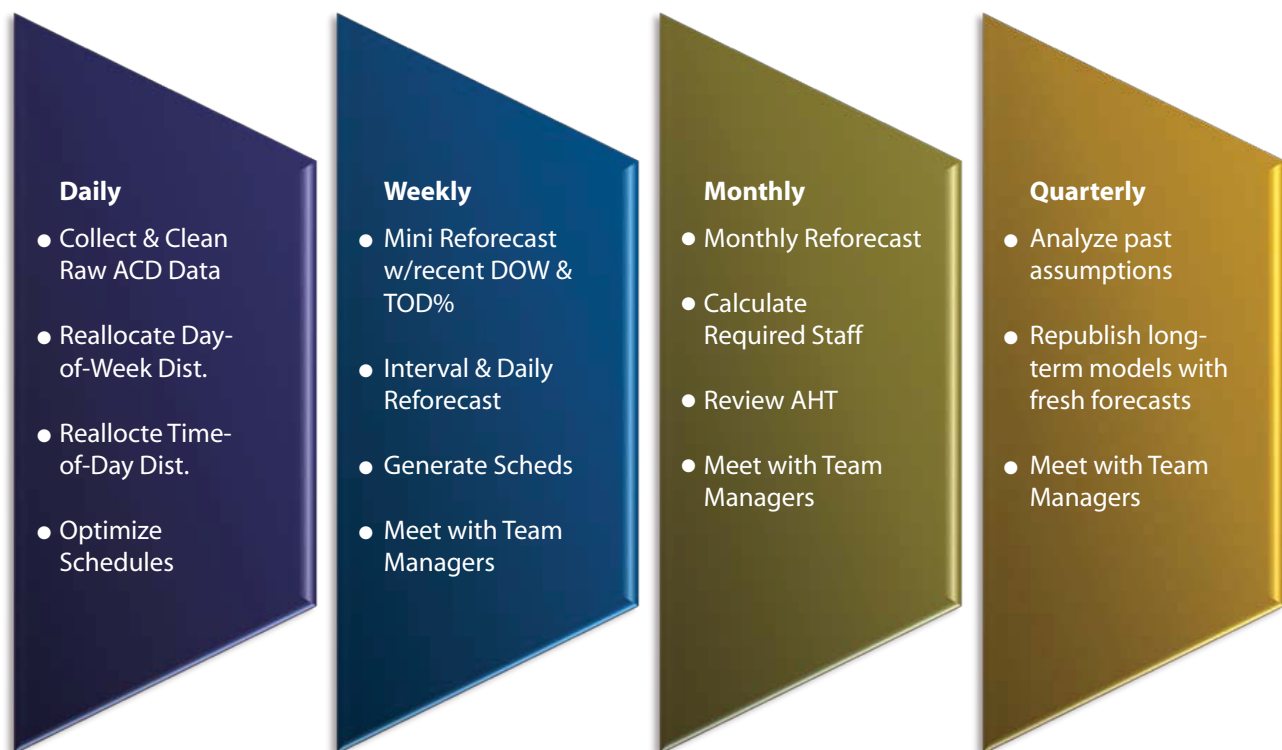 Daily
● Collect & Clean
Raw ACD Data
● Reallocate Day-
of-Week Dist.
● Reallocte Time-
of-Day Dist.
● Optimize
Schedules
Weekly
● Mini Reforecast
w/recent DOW &
TOD%
● Interval & Daily
Reforecast
● Generate Scheds
● Meet with Team
Managers
Monthly
● Monthly Reforecast
● Calculate
Required Staff
● Review AHT
● Meet with Team
Managers
Quarterly
● Analyze past
assumptions
● Republish long-
term models with
fresh forecasts
● Meet with Team
Managers